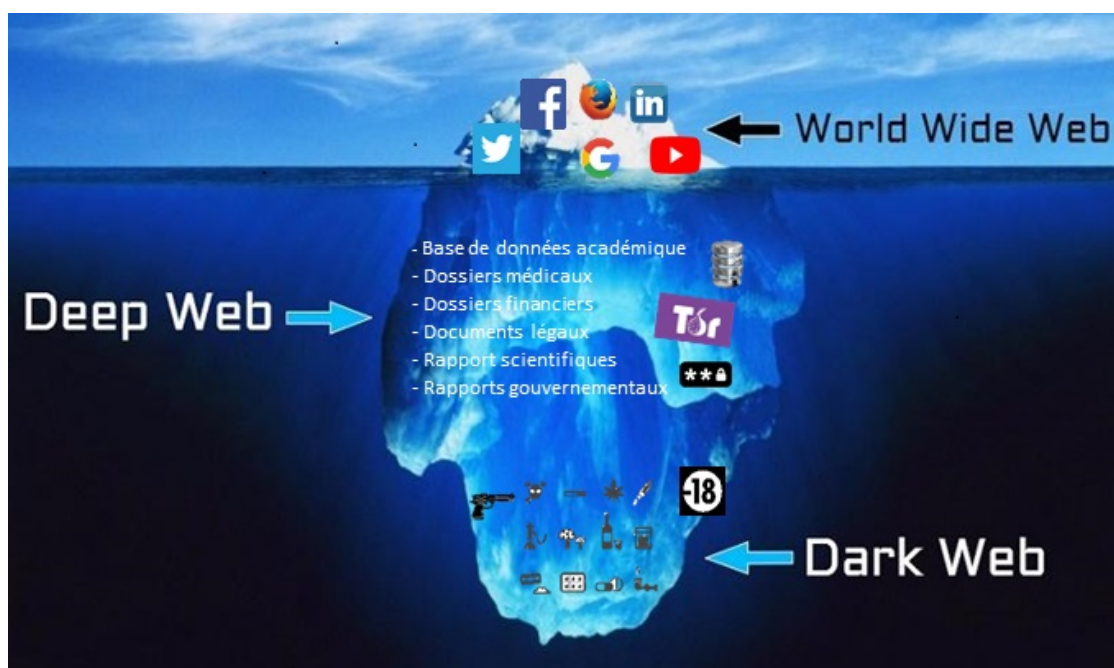 f
in
World Wide Web
G
- Base de données académique
- Dossiers médicaux
- Dossiers financiers
Deep Web
- Documents légaux
Tor
- Rapport scientifiques
**
- Rapports gouvernementaux
-18
Dark Web